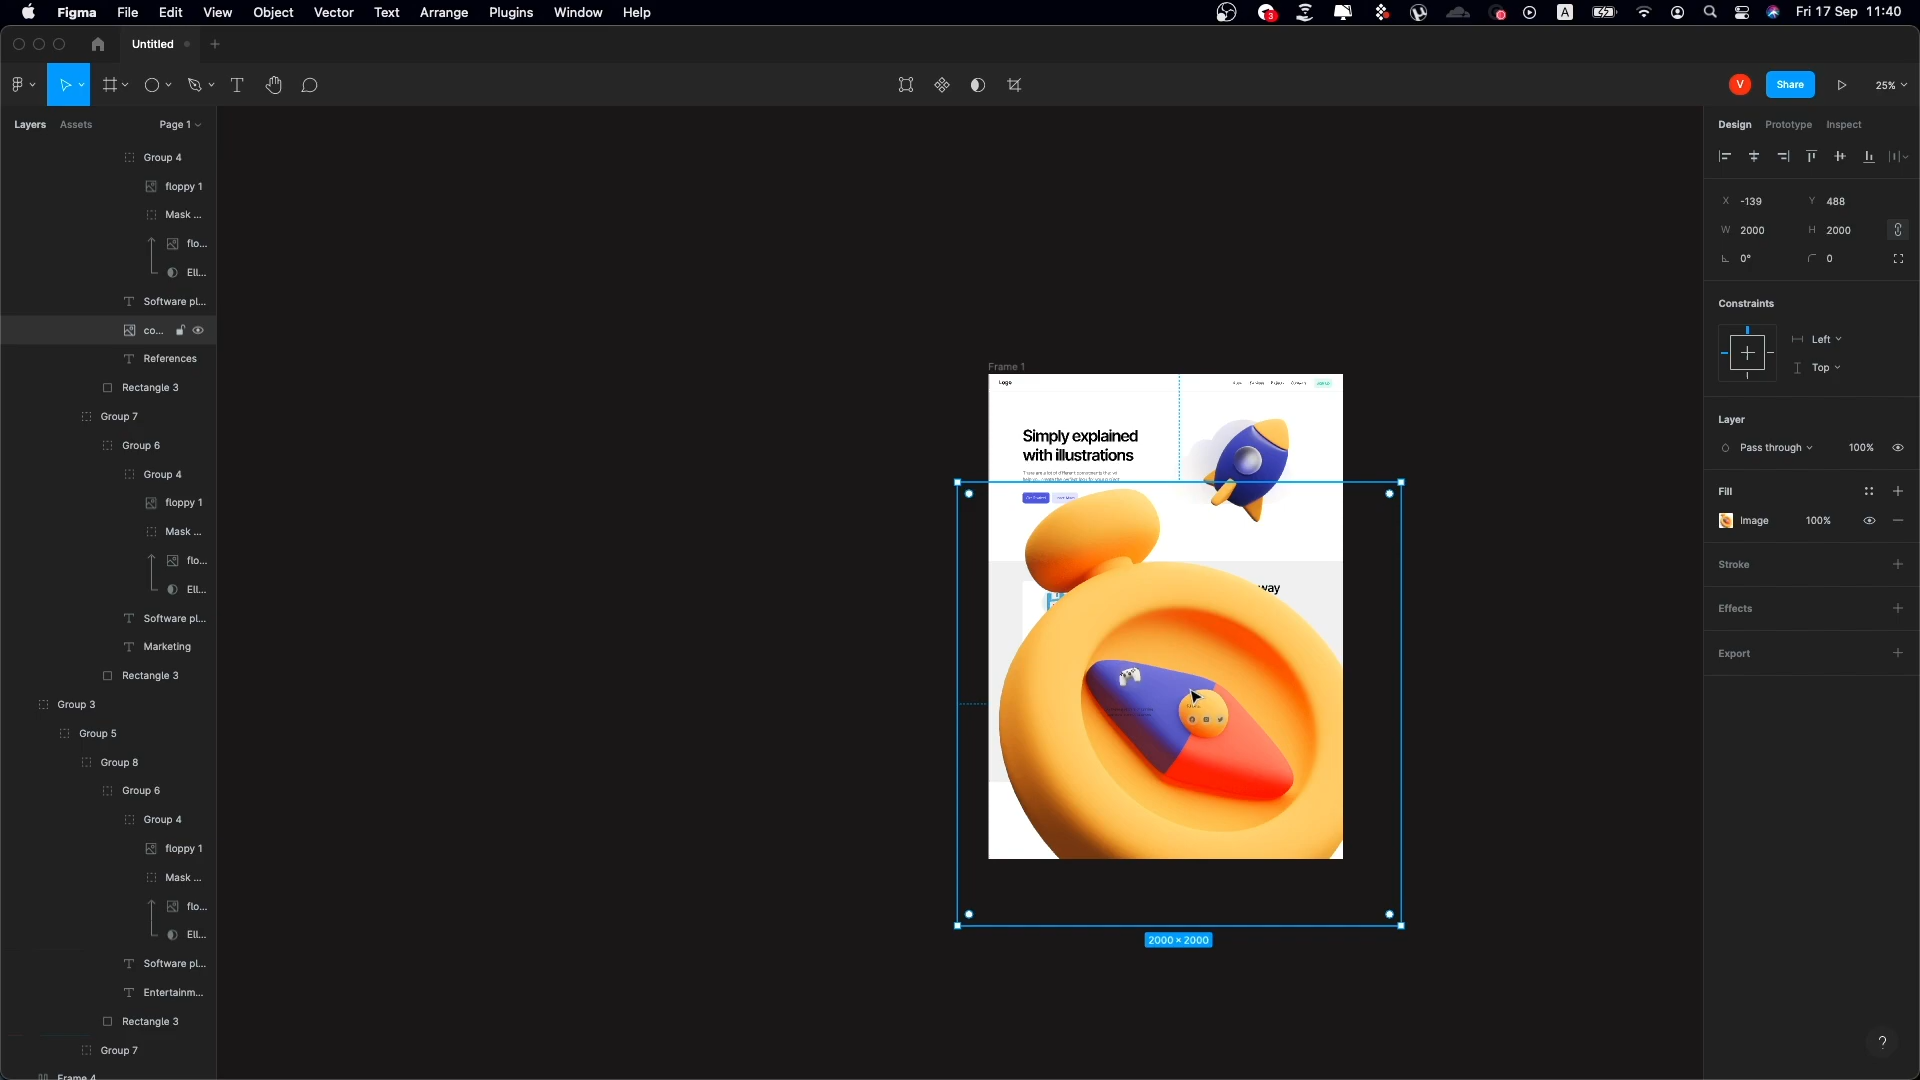 Figma File Edit View Object Vector Text Arrange Plugins Window Help
3
A
Fri 17 Sep 11:40
Untitled
V
Share
25%
Layers Assets Page 1
Design Prototype Inspect
Group 4
floppy 1
Mask ...
flo...
Ell...
Software pl...
co...
References
Rectangle 3
Group 7
Group 6
Group 4
floppy 1
Mask ...
flo...
Ell...
Software pl...
Marketing
Rectangle 3
Group 3
Group 5
Group 8
Group 6
Group 4
floppy 1
Mask ...
flo...
Ell...
Software pl...
Entertainm...
Rectangle 3
Group 7
Frame 4
Frame 1
Logo
Simply explained
with illustrations
way
2000 × 2000
X -139 Y 488
W 2000 H 2000
0° 0
Constraints
Left
Top
Layer
Pass through 100%
Fill
Image 100%
Stroke
Effects
Export
?